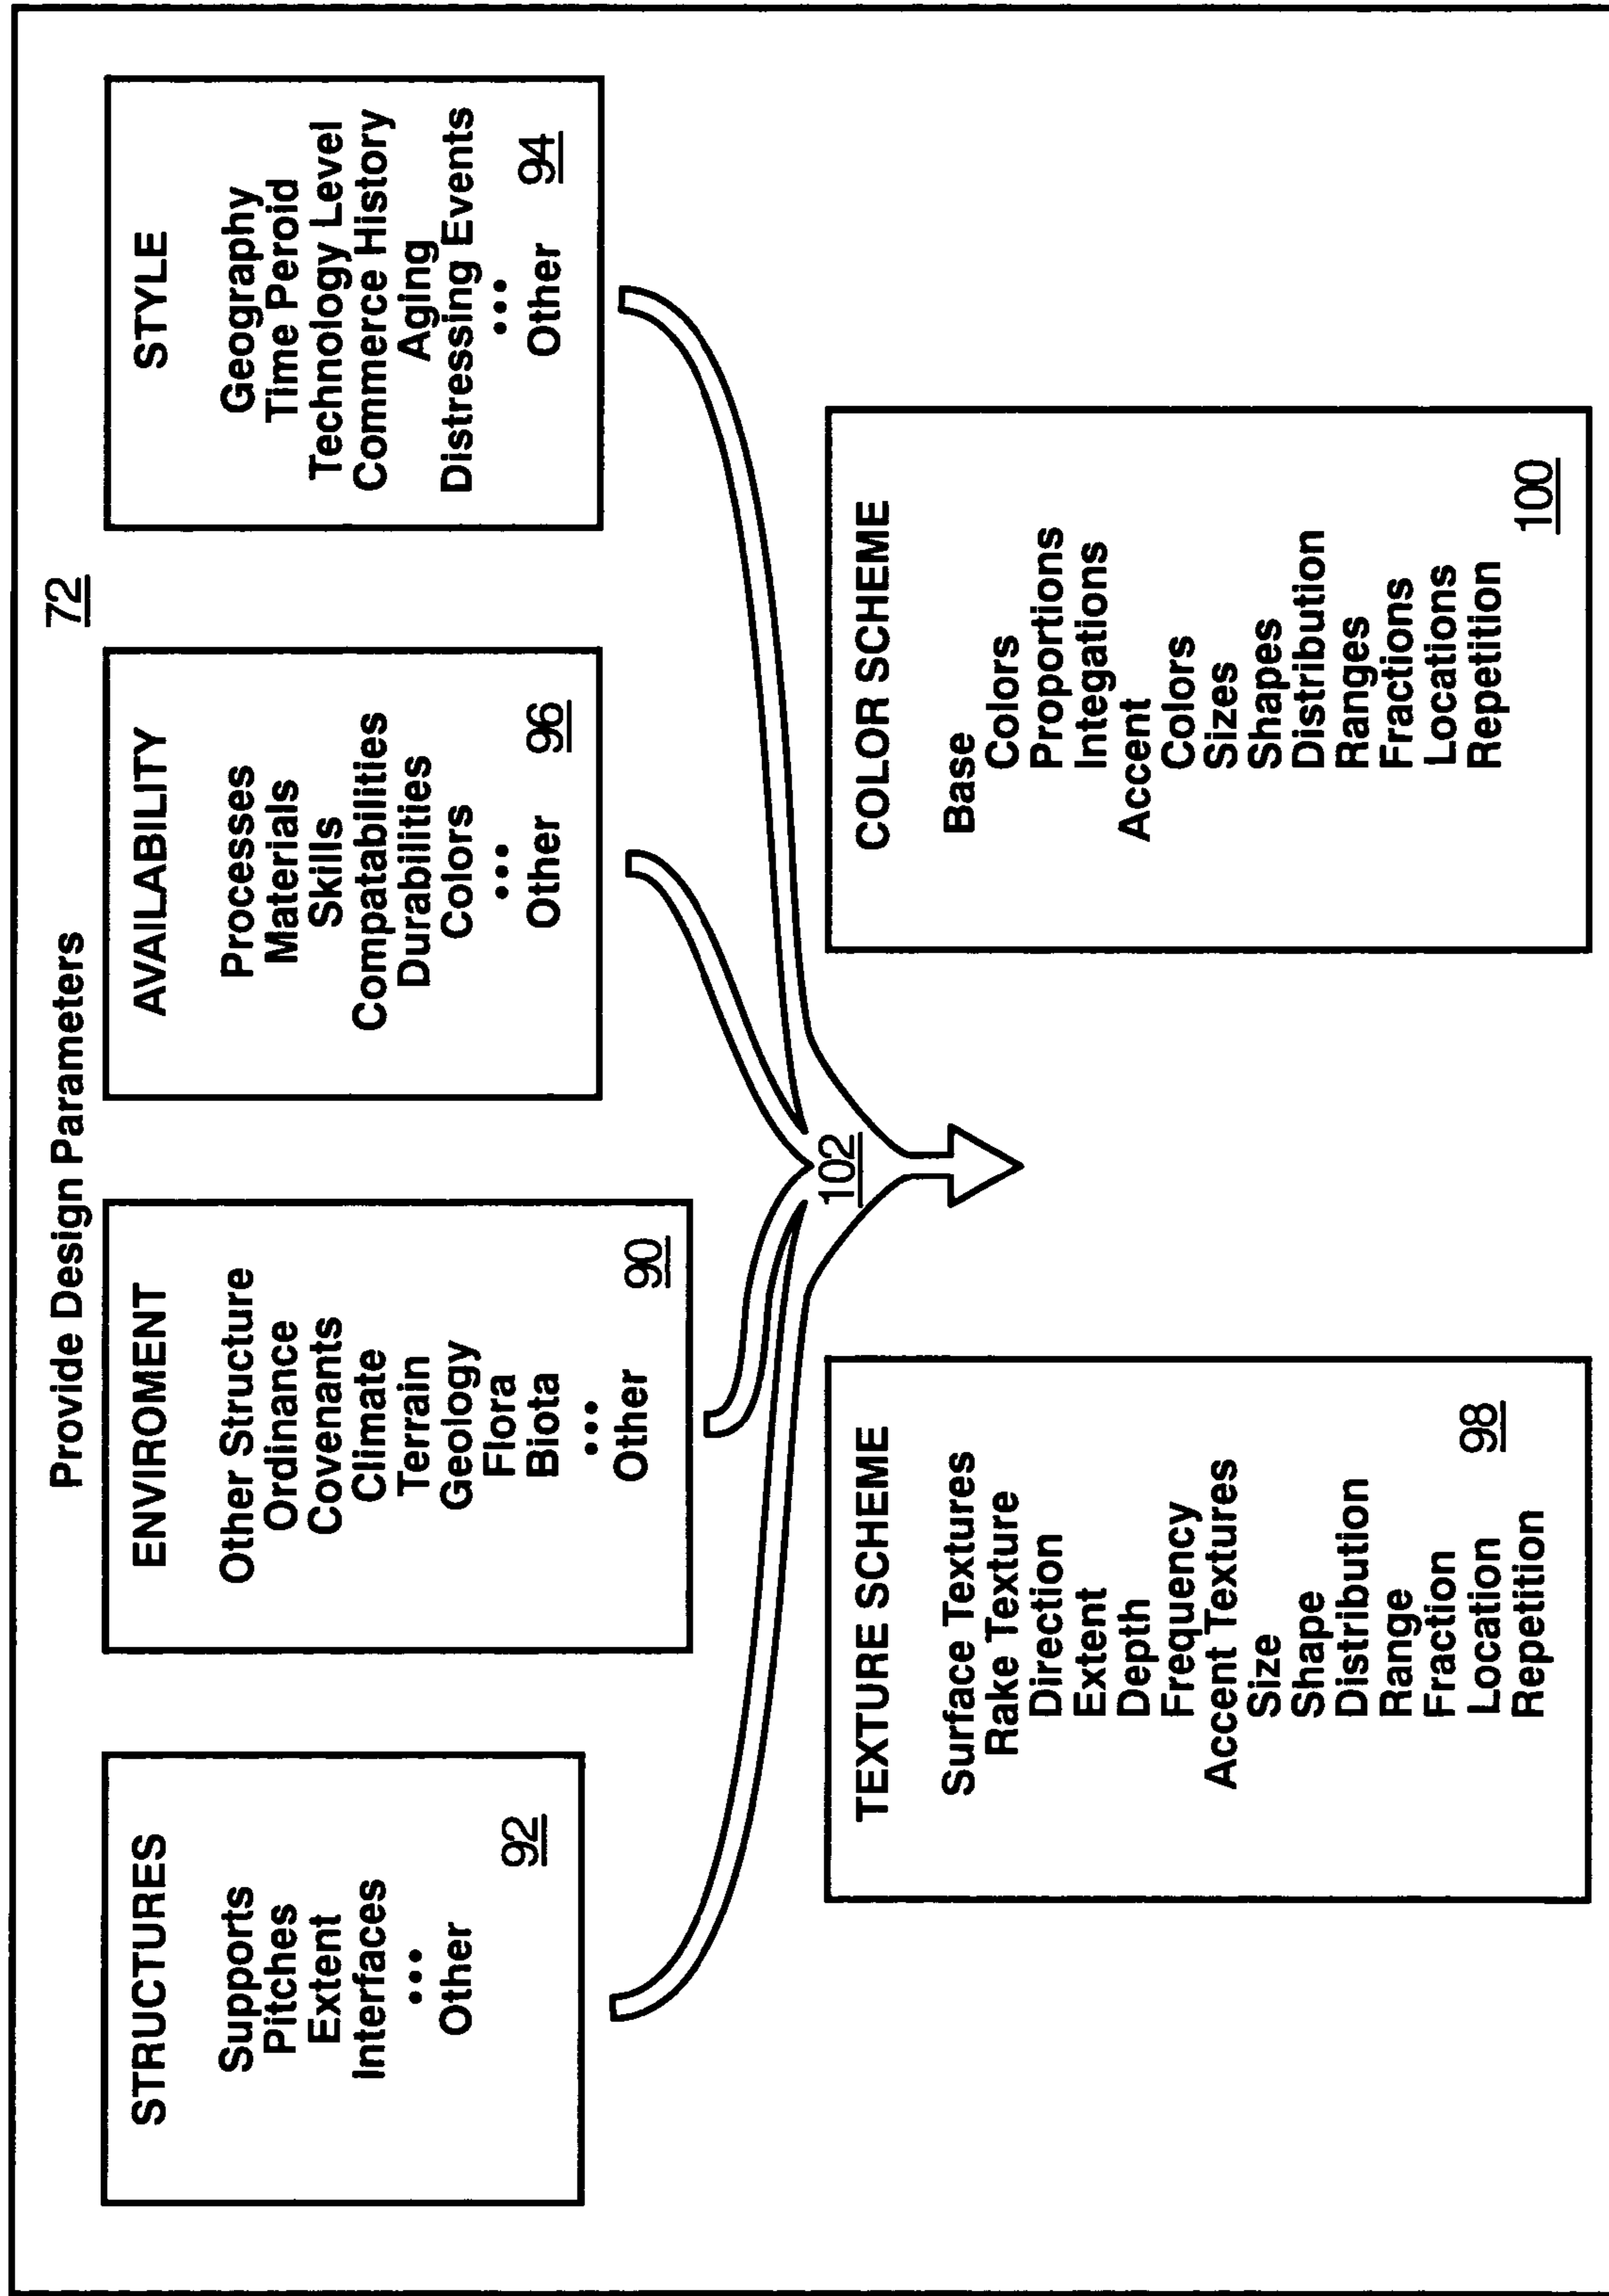 Provide Design Parameters
72
STRUCTURES
Supports
Pitches
Extent
Interfaces
•••
Other
92
ENVIROMENT
Other Structure
Ordinance
Covenants
Climate
Terrain
Geology
Flora
Biota
•••
Other
90
AVAILABILITY
Processes
Materials
Skills
Compatabilities
Durabilities
Colors
•••
Other
96
STYLE
Geography
Time Peroid
Technology Level
Commerce History
Aging
Distressing Events
•••
Other
94
102
TEXTURE SCHEME
Surface Textures
Rake Texture
Direction
Extent
Depth
Frequency
Accent Textures
Size
Shape
Distribution
Range
Fraction
Location
Repetition
98
COLOR SCHEME
Base
Colors
Proportions
Integations
Accent
Colors
Sizes
Shapes
Distribution
Ranges
Fractions
Locations
Repetition
100